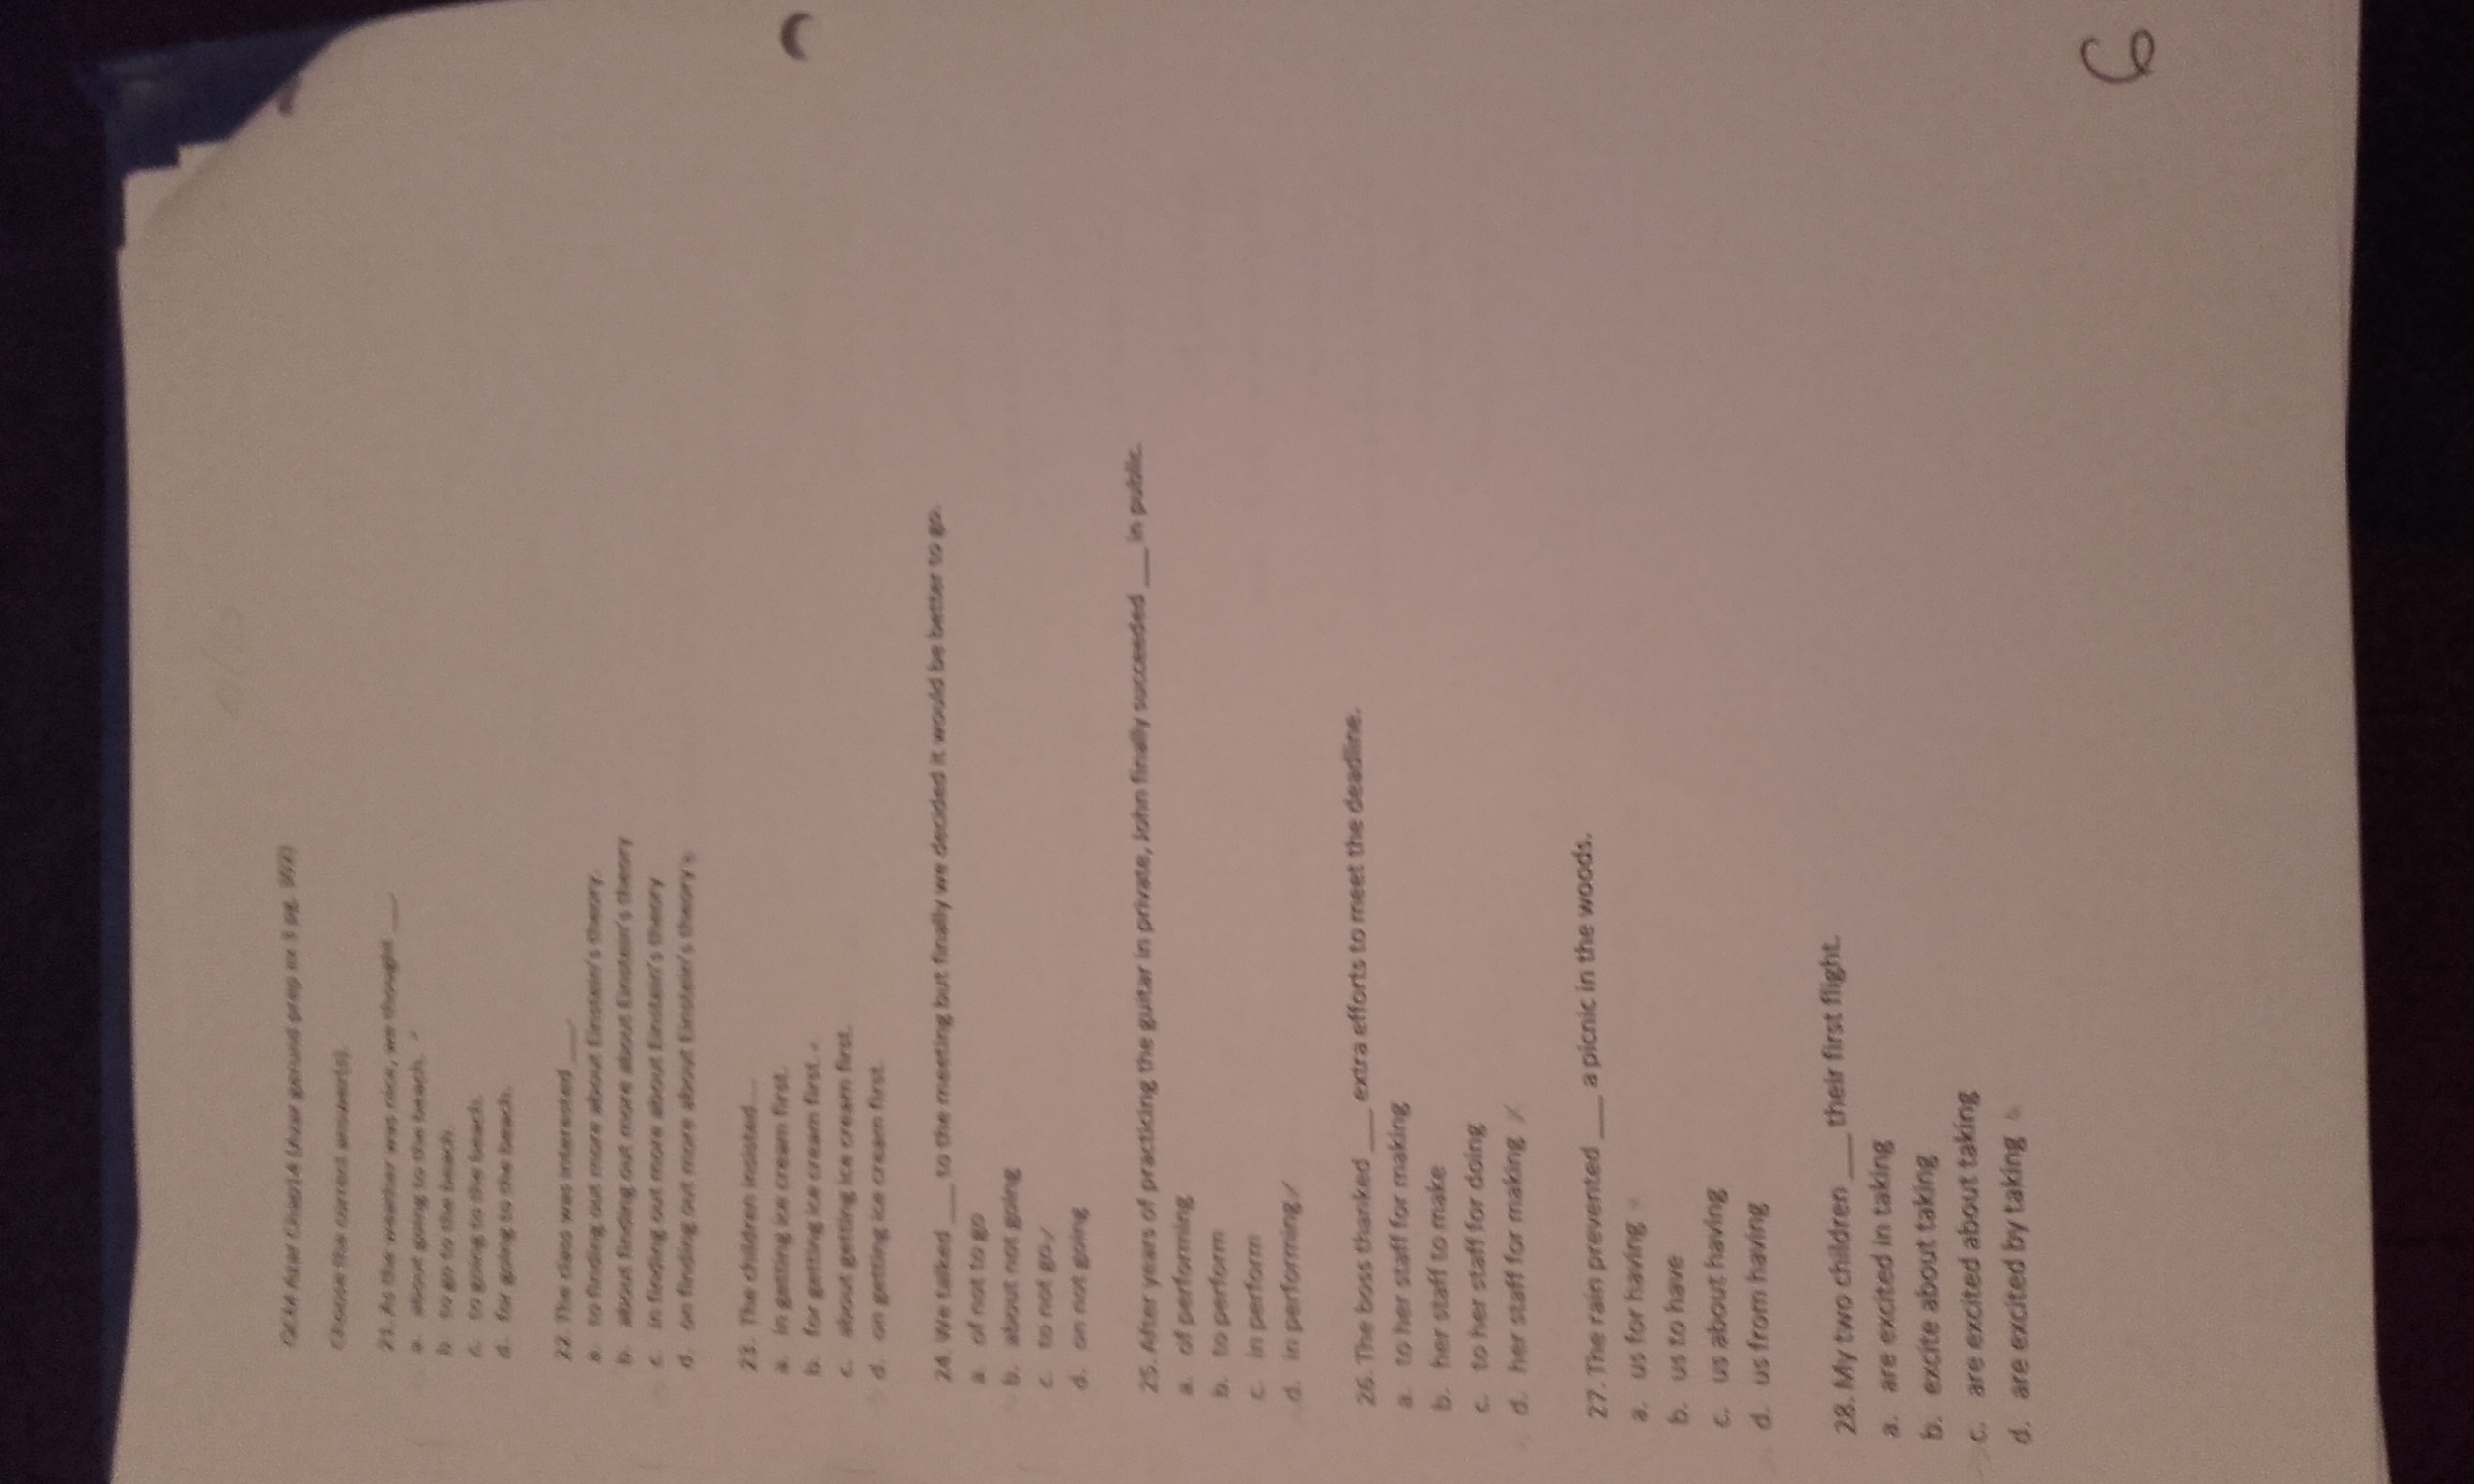 Choose the correct answer(s).
21. As the weather was nice, we thought ___.
a. about going to the beach.
b. to go to the beach.
c. to going to the beach.
d. for going to the beach.
22. The class was interested ___.
a. to finding out more about Einstein's theory.
b. about finding out more about Einstein's theory
c. in finding out more about Einstein's theory
d. on finding out more about Einstein's theory
23. The children insisted ___
a. in getting ice cream first.
b. for getting ice cream first.
c. about getting ice cream first.
d. on getting ice cream first.
24. We talked ___ to the meeting but finally we decided it would be better to go.
a. of not to go
b. about not going
c. to not go
d. on not going
25. After years of practicing the guitar in private, John finally succeeded ___ in public.
a. of performing
b. to perform
c. in perform
d. in performing
26. The boss thanked ___ extra efforts to meet the deadline.
a. to her staff for making
b. her staff to make
c. to her staff for doing
d. her staff for making
27. The rain prevented ___ a picnic in the woods.
a. us for having
b. us to have
c. us about having
d. us from having
28. My two children ___ their first flight.
a. are excited in taking
b. excite about taking
c. are excited about taking
d. are excited by taking